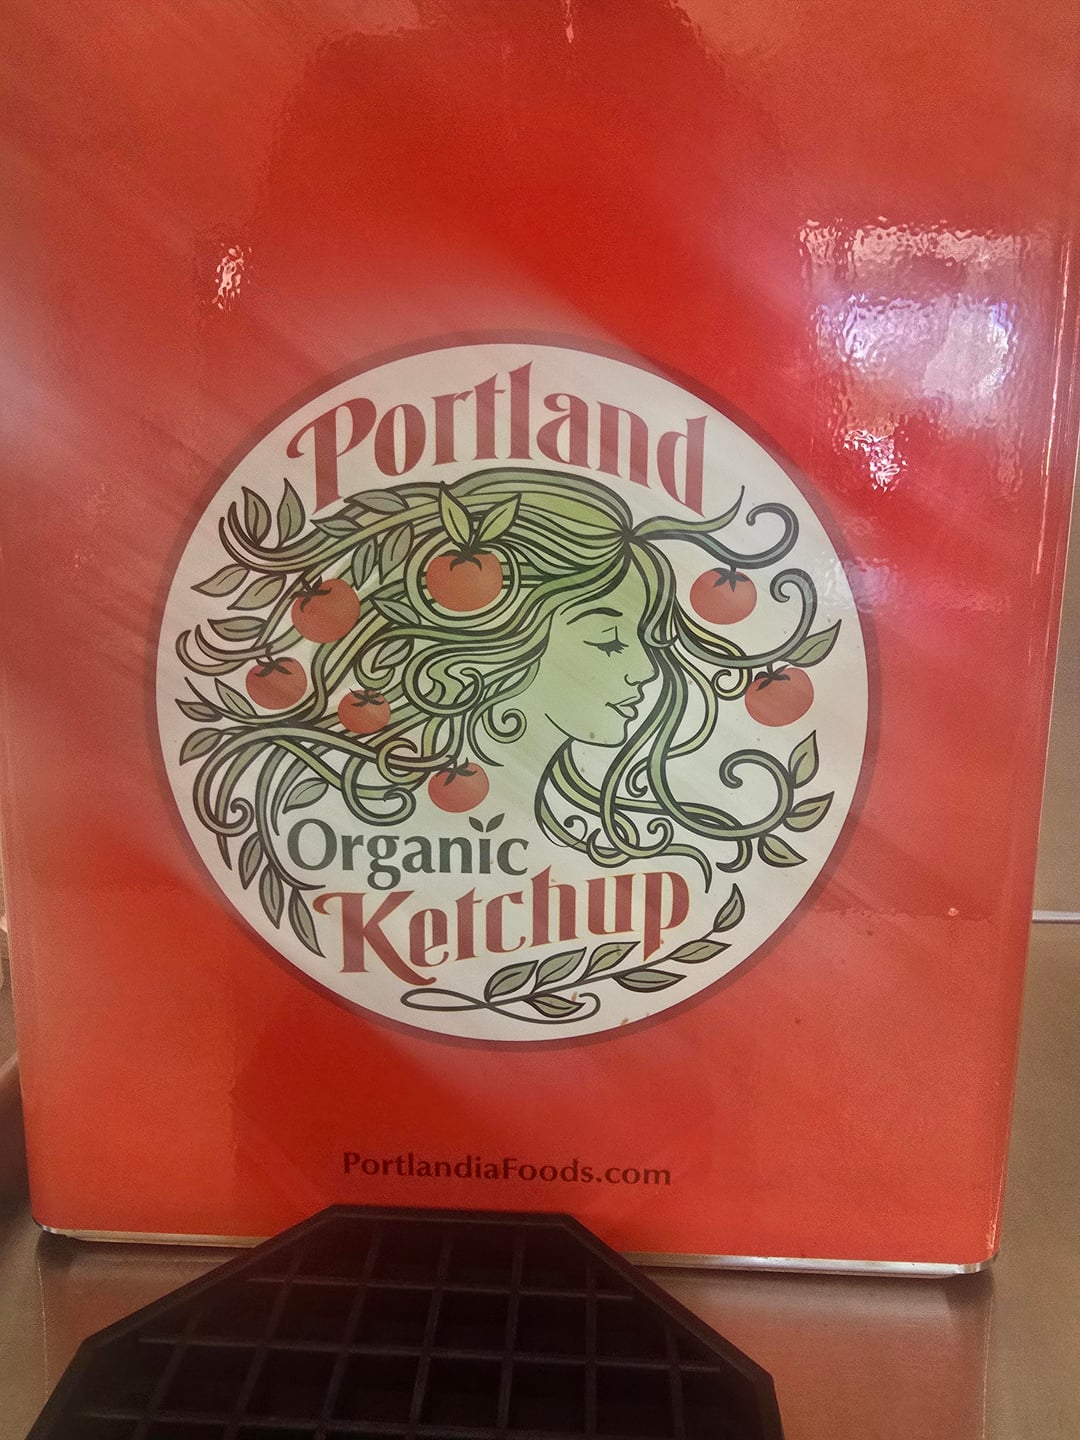 Portland
Organic
Ketchup
PortlandiaFoods.com